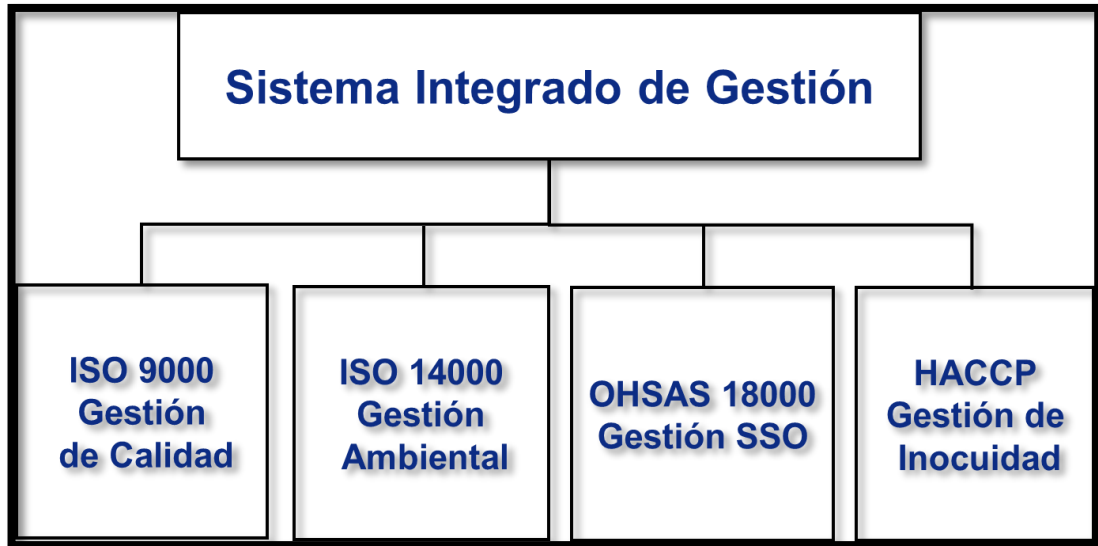 Sistema Integrado de Gestión
ISO 9000
Gestión
de Calidad
ISO 14000
Gestión
Ambiental
OHSAS 18000
Gestión SSO
HACCP
Gestión de
Inocuidad